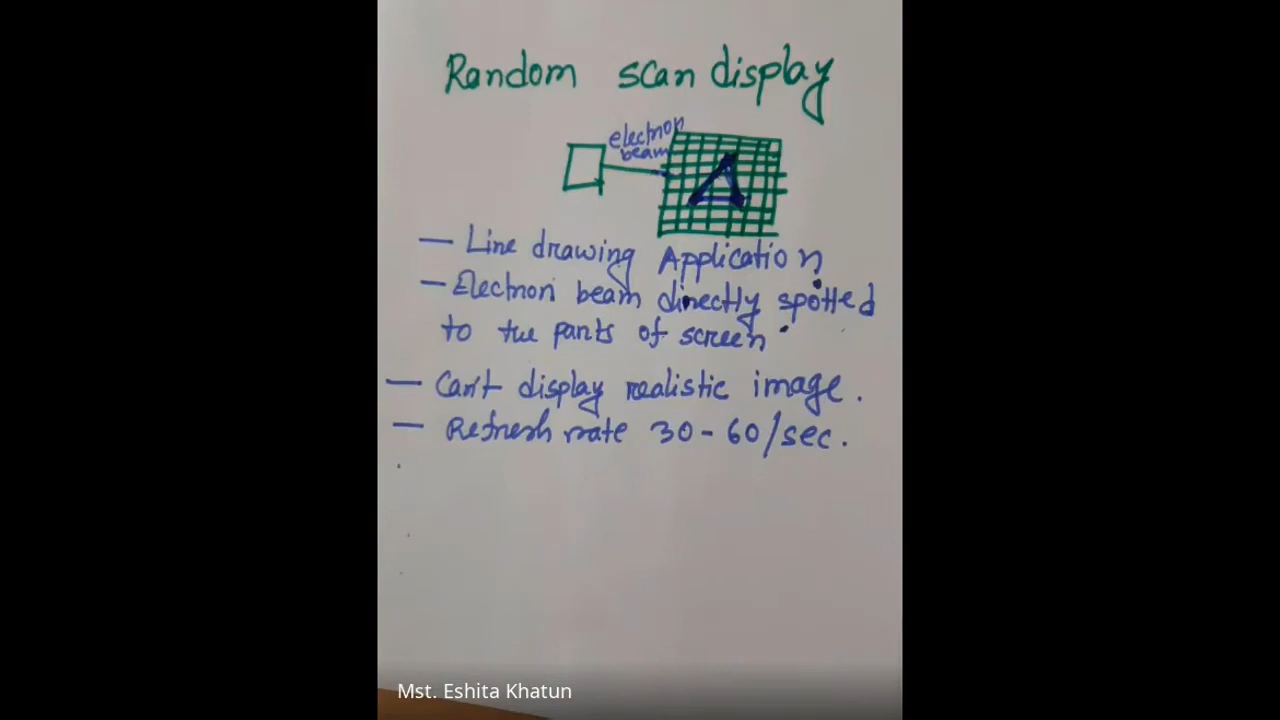 Random scan display
electron
beam
— Line drawing Application
— Electron beam directly spotted
to the parts of screen
— Can't display realistic image.
— Refresh rate 30-60/sec.
Mst. Eshita Khatun